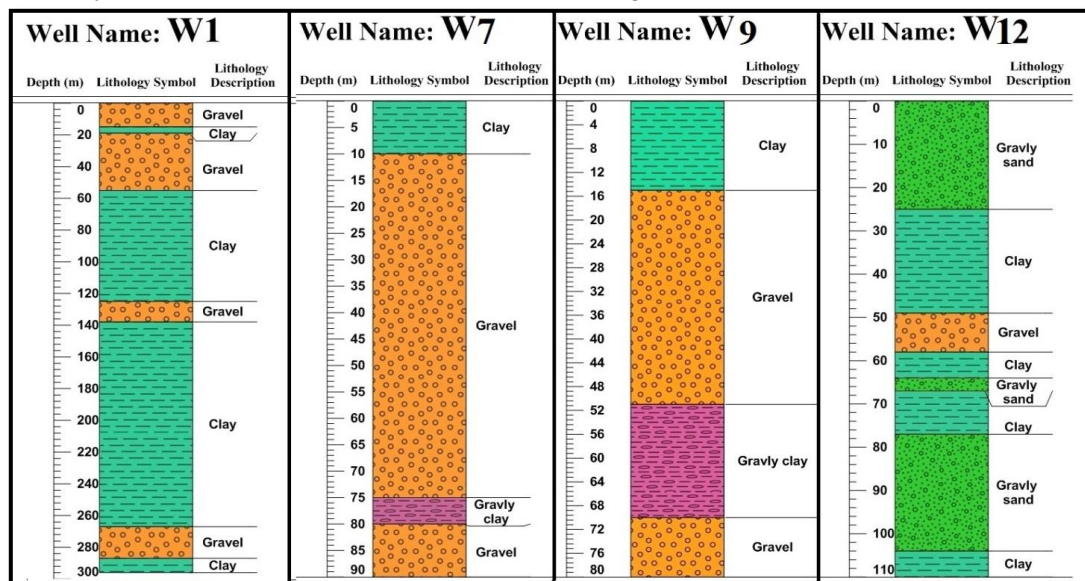 Well Name: W1
Depth (m) Lithology Symbol Lithology Description
0
20
40
60
80
100
120
140
160
180
200
220
240
260
280
300
Gravel
Clay
Gravel
Clay
Gravel
Clay
Gravel
Clay
Well Name: W7
Depth (m) Lithology Symbol Lithology Description
0
5
10
15
20
25
30
35
40
45
50
55
60
65
70
75
80
85
90
Clay
Gravel
Gravly
clay
Gravel
Well Name: W9
Depth (m) Lithology Symbol Lithology Description
0
4
8
12
16
20
24
28
32
36
40
44
48
52
56
60
64
68
72
76
80
Clay
Gravel
Gravly clay
Gravel
Well Name: W12
Depth (m) Lithology Symbol Lithology Description
0
10
20
30
40
50
60
70
80
90
100
110
Gravly
sand
Clay
Gravel
Clay
Gravly
sand
Clay
Gravly
sand
Clay